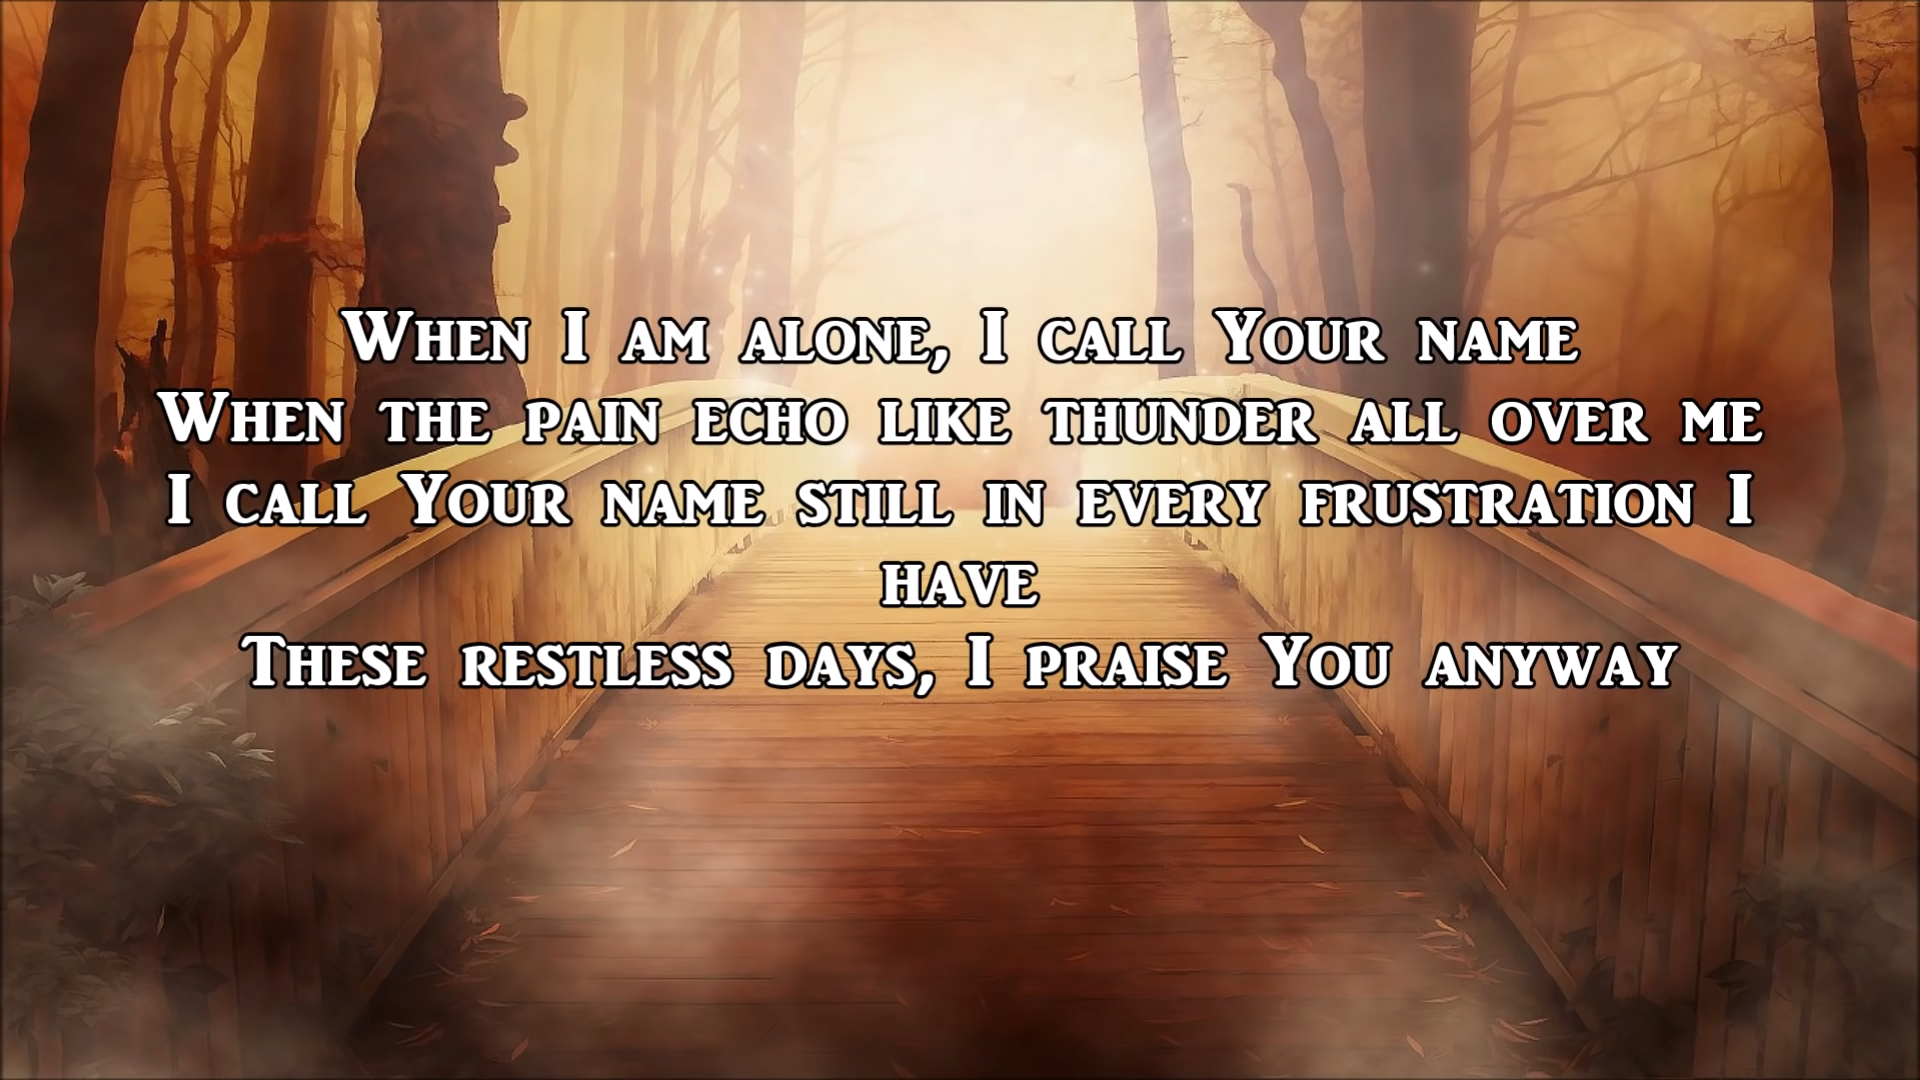 When I am alone, I call Your name
When the pain echo like thunder all over me
I call Your name still in every frustration I
have
These restless days, I praise You anyway